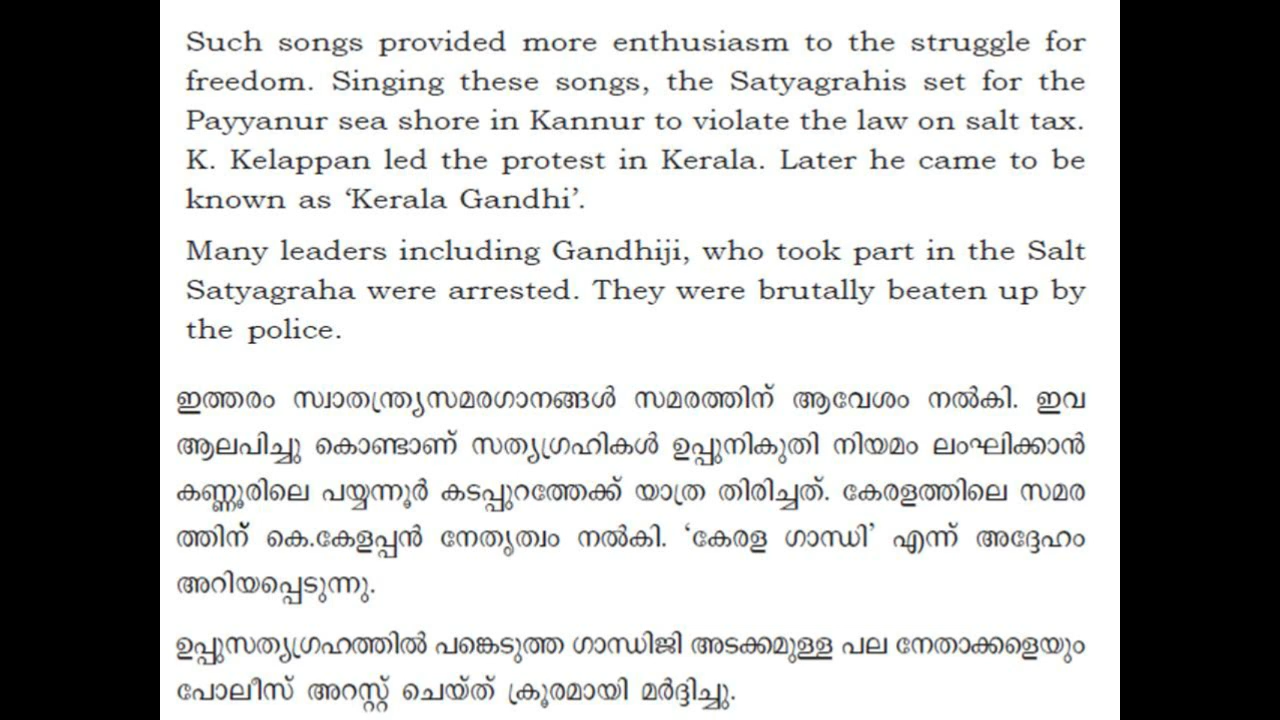 Such songs provided more enthusiasm to the struggle for
freedom. Singing these songs, the Satyagrahis set for the
Payyanur sea shore in Kannur to violate the law on salt tax.
K. Kelappan led the protest in Kerala. Later he came to be
known as ‘Kerala Gandhi’.
Many leaders including Gandhiji, who took part in the Salt
Satyagraha were arrested. They were brutally beaten up by
the police.
ഇത്തരം സ്വാതന്ത്ര്യസമരഗാനങ്ങൾ സമരത്തിന് ആവേശം നൽകി. ഇവ
ആലപിച്ചു കൊണ്ടാണ് സത്യഗ്രഹികൾ ഉപ്പുനികുതി നിയമം ലംഘിക്കാൻ
കണ്ണൂരിലെ പയ്യന്നൂർ കടപ്പുറത്തേക്ക് യാത്ര തിരിച്ചത്. കേരളത്തിലെ സമര
ത്തിന് കെ.കേളപ്പൻ നേതൃത്വം നൽകി. ‘കേരള ഗാന്ധി’ എന്ന് അദ്ദേഹം
അറിയപ്പെടുന്നു.
ഉപ്പുസത്യഗ്രഹത്തിൽ പങ്കെടുത്ത ഗാന്ധിജി അടക്കമുള്ള പല നേതാക്കളെയും
പോലീസ് അറസ്റ്റ് ചെയ്ത് ക്രൂരമായി മർദ്ദിച്ചു.